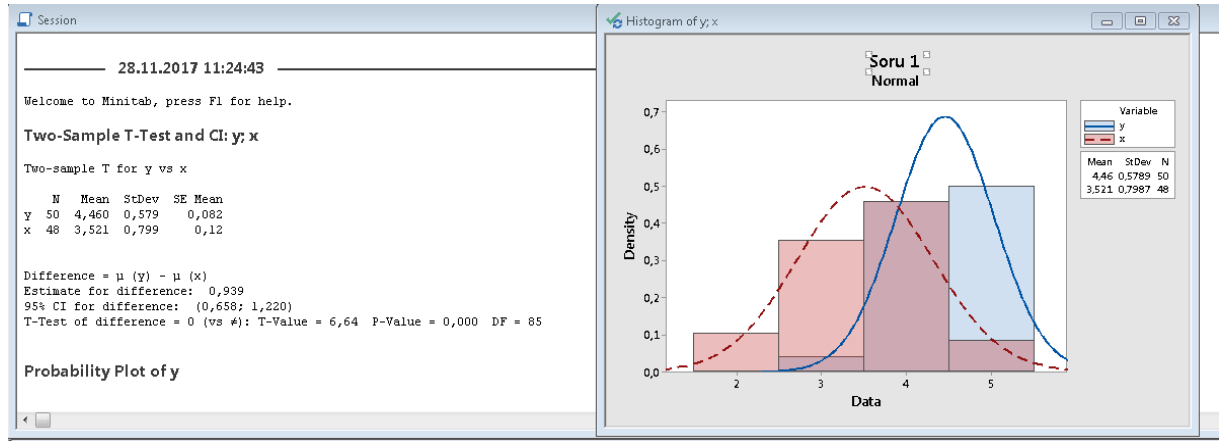 Session
28.11.2017 11:24:43
Welcome to Minitab, press F1 for help.
Two-Sample T-Test and CI: y; x
Two-sample T for y vs x
N Mean StDev SE Mean
y 50 4,460 0,579 0,082
x 48 3,521 0,799 0,12
Difference = μ (y) - μ (x)
Estimate for difference: 0,939
95% CI for difference: (0,658; 1,220)
T-Test of difference = 0 (vs ≠): T-Value = 6,64 P-Value = 0,000 DF = 85
Probability Plot of y
Histogram of y; x
Soru 1
Normal
0,7
0,6
0,5
0,4
0,3
0,2
0,1
0,0
Density
2 3 4 5
Data
Variable
y
x
Mean StDev N
4,46 0,5789 50
3,521 0,7987 48